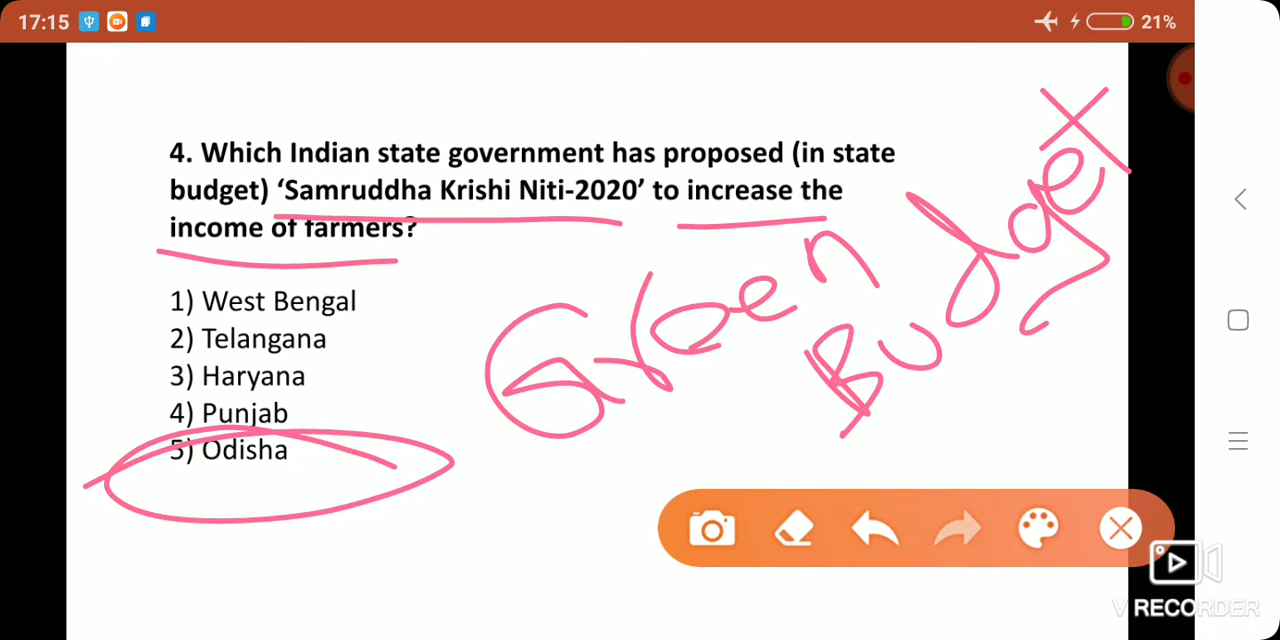 17:15
21%
4. Which Indian state government has proposed (in state
budget) ‘Samruddha Krishi Niti-2020’ to increase the
income of farmers?
1) West Bengal
2) Telangana
3) Haryana
4) Punjab
5) Odisha
Green
Budget
V RECORDER